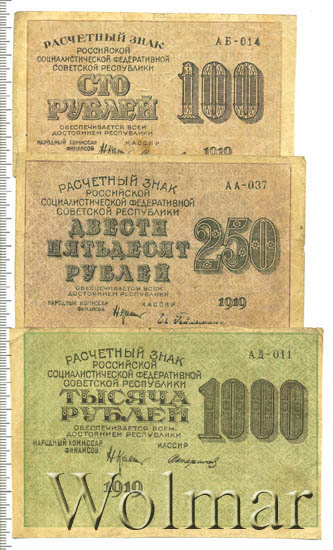 РАСЧЕТНЫЙ ЗНАК
АБ-014
РОССИЙСКОЙ
СОЦИАЛИСТИЧЕСКОЙ ФЕДЕРАТИВНОЙ
СОВЕТСКОЙ РЕСПУБЛИКИ
СТО
РУБЛЕЙ
100
ОБЕСПЕЧИВАЕТСЯ ВСЕМ
ДОСТОЯНИЕМ РЕСПУБЛИКИ
НАРОДНЫЙ КОМИССАР
ФИНАНСОВ
КАССИР
1919
РАСЧЕТНЫЙ ЗНАК
АА-037
РОССИЙСКОЙ
СОЦИАЛИСТИЧЕСКОЙ ФЕДЕРАТИВНОЙ
СОВЕТСКОЙ РЕСПУБЛИКИ
ДВЕСТИ
ПЯТЬДЕСЯТ
РУБЛЕЙ
250
ОБЕСПЕЧИВАЕТСЯ ВСЕМ
ДОСТОЯНИЕМ РЕСПУБЛИКИ
НАРОДНЫЙ КОМИССАР
ФИНАНСОВ
КАССИР
1919
РАСЧЕТНЫЙ ЗНАК
АД-011
РОССИЙСКОЙ
СОЦИАЛИСТИЧЕСКОЙ ФЕДЕРАТИВНОЙ
СОВЕТСКОЙ РЕСПУБЛИКИ
ТЫСЯЧА
РУБЛЕЙ
1000
ОБЕСПЕЧИВАЕТСЯ ВСЕМ
ДОСТОЯНИЕМ РЕСПУБЛИКИ
НАРОДНЫЙ КОМИССАР
ФИНАНСОВ
КАССИР
1919
Wolmar